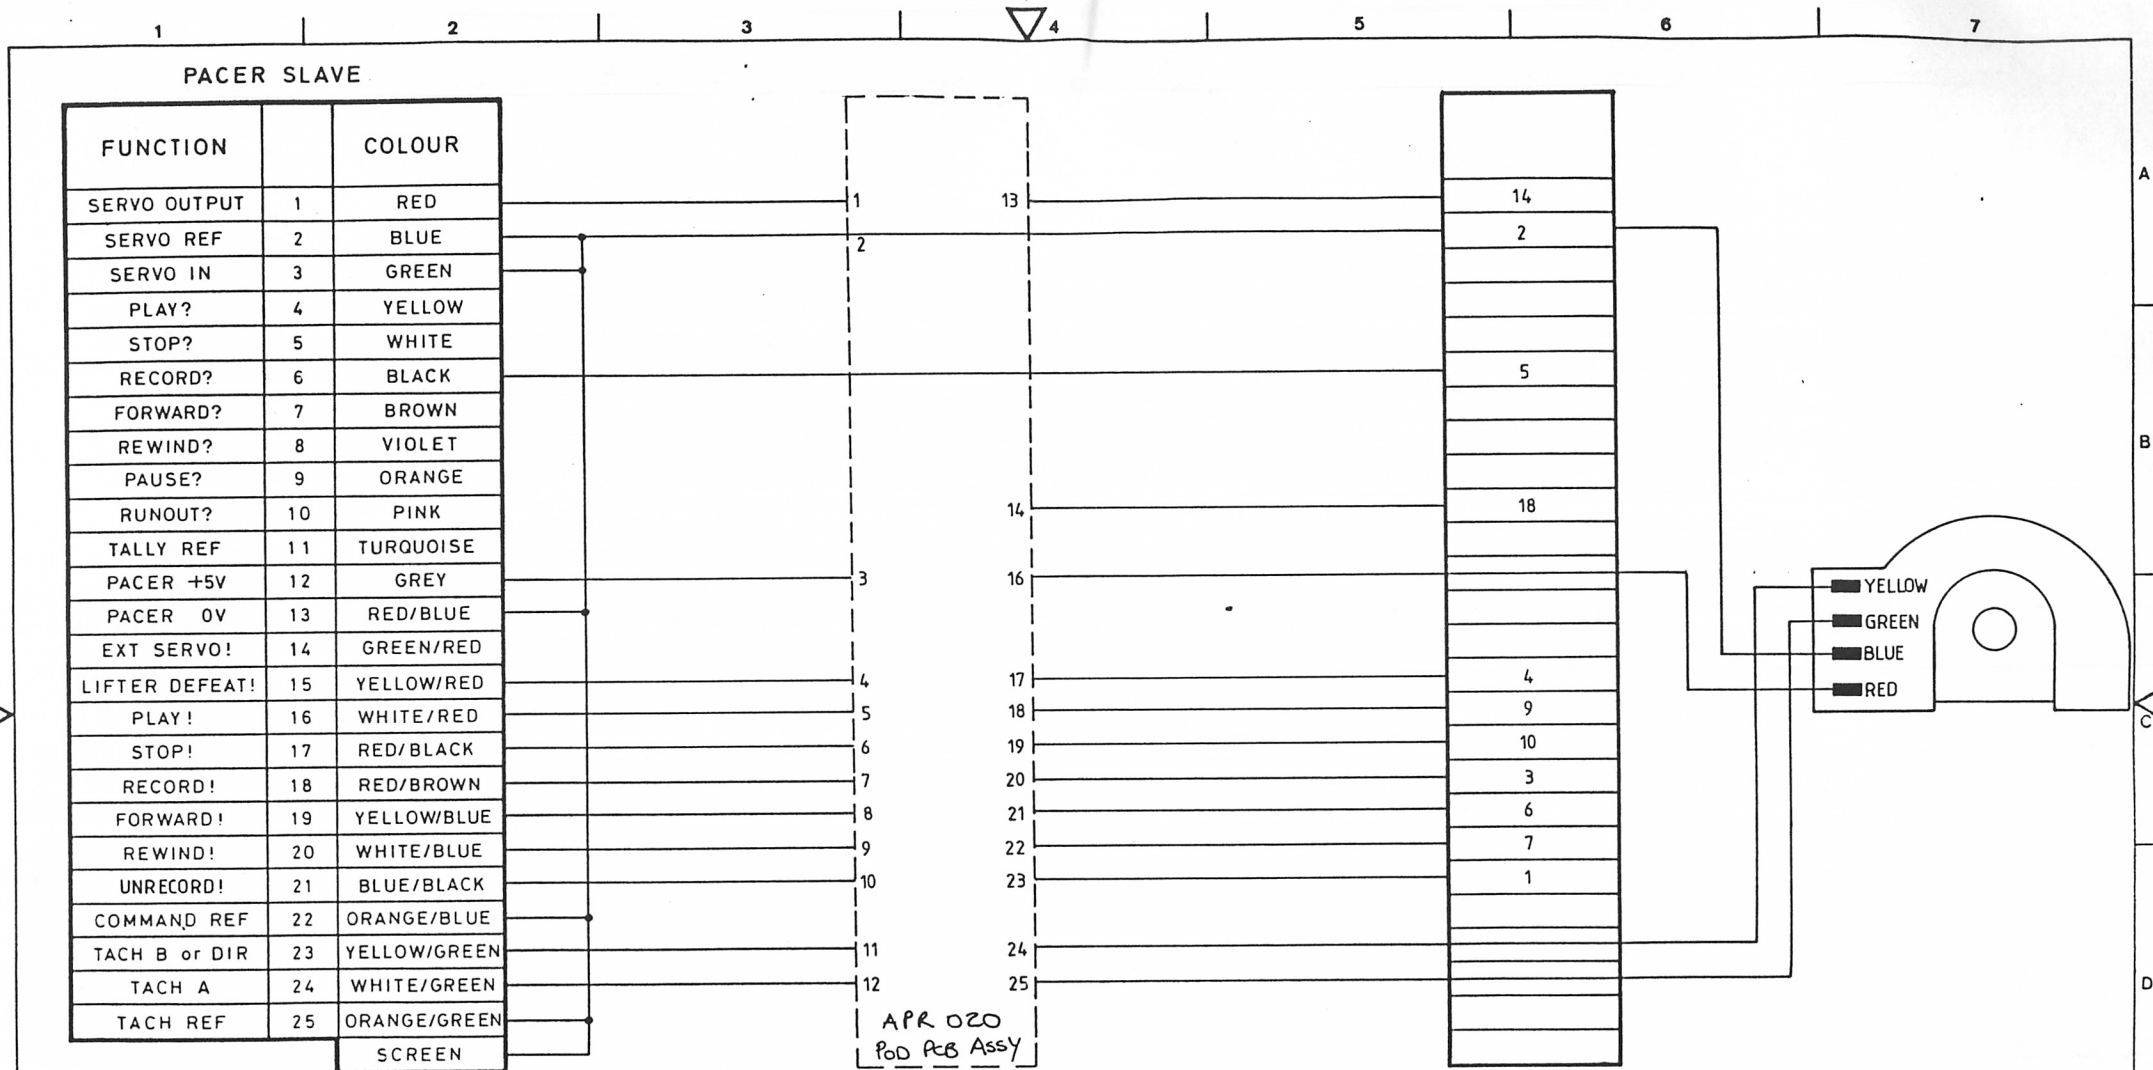 1 2 3 4 5 6 7
PACER SLAVE
FUNCTION COLOUR
SERVO OUTPUT 1 RED 1 13 14
SERVO REF 2 BLUE 2 2
SERVO IN 3 GREEN
PLAY? 4 YELLOW
STOP? 5 WHITE
RECORD? 6 BLACK 5
FORWARD? 7 BROWN
REWIND? 8 VIOLET
PAUSE? 9 ORANGE
RUNOUT? 10 PINK 14 18
TALLY REF 11 TURQUOISE
PACER +5V 12 GREY 3 16
PACER 0V 13 RED/BLUE
EXT SERVO! 14 GREEN/RED
LIFTER DEFEAT! 15 YELLOW/RED 4 17 4
PLAY! 16 WHITE/RED 5 18 9
STOP! 17 RED/BLACK 6 19 10
RECORD! 18 RED/BROWN 7 20 3
FORWARD! 19 YELLOW/BLUE 8 21 6
REWIND! 20 WHITE/BLUE 9 22 7
UNRECORD! 21 BLUE/BLACK 10 23 1
COMMAND REF 22 ORANGE/BLUE
TACH B or DIR 23 YELLOW/GREEN 11 24
TACH A 24 WHITE/GREEN 12 25
TACH REF 25 ORANGE/GREEN
SCREEN
APR 020
POD PCB ASSY
YELLOW
GREEN
BLUE
RED
A
B
C
D